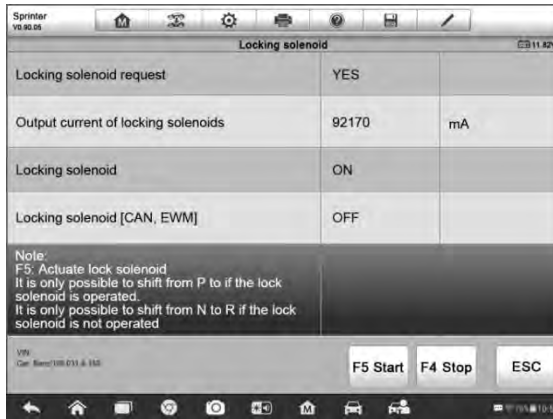 Sprinter
V0.90.05
Locking solenoid
11.82V
Locking solenoid request YES
Output current of locking solenoids 92170 mA
Locking solenoid ON
Locking solenoid [CAN, EWM] OFF
Note:
F5: Actuate lock solenoid
It is only possible to shift from P to if the lock
solenoid is operated.
It is only possible to shift from N to R if the lock
solenoid is not operated
VIN
F5 Start F4 Stop ESC